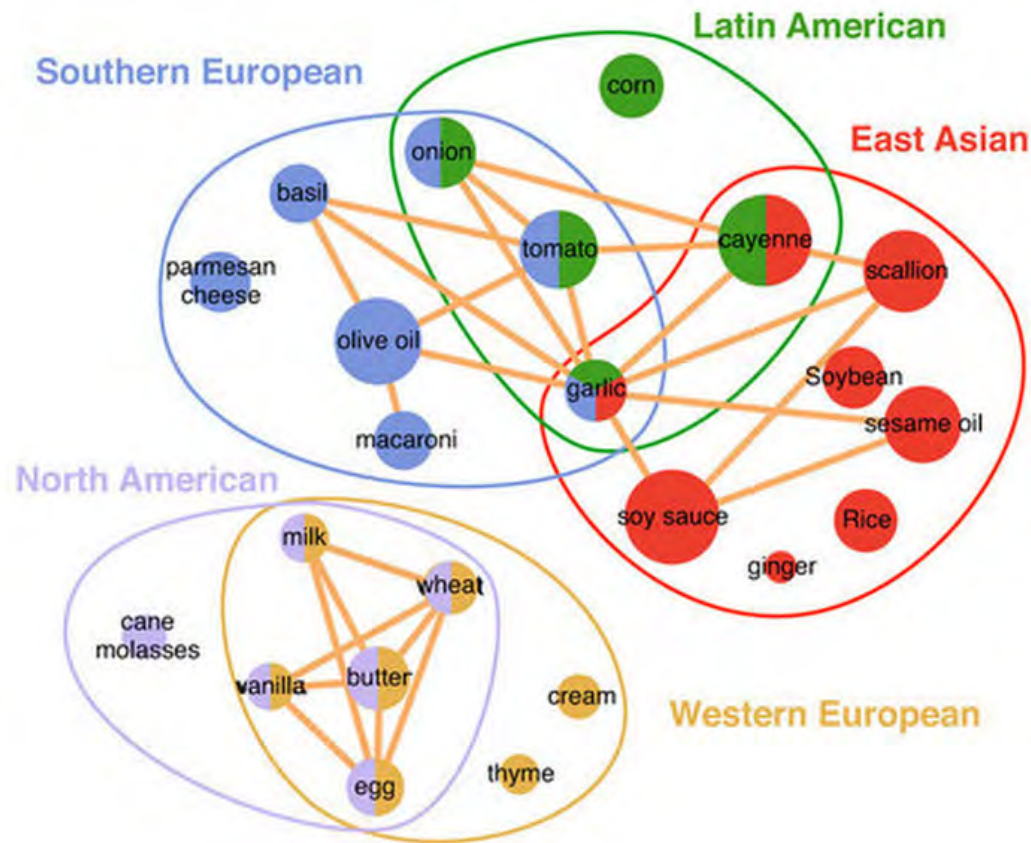 Latin American
Southern European
corn
East Asian
onion
basil
tomato
cayenne
scallion
parmesan
cheese
olive oil
Soybean
garlic
sesame oil
macaroni
North American
soy sauce
Rice
milk
ginger
wheat
cane
molasses
vanilla
butter
cream
Western European
thyme
egg